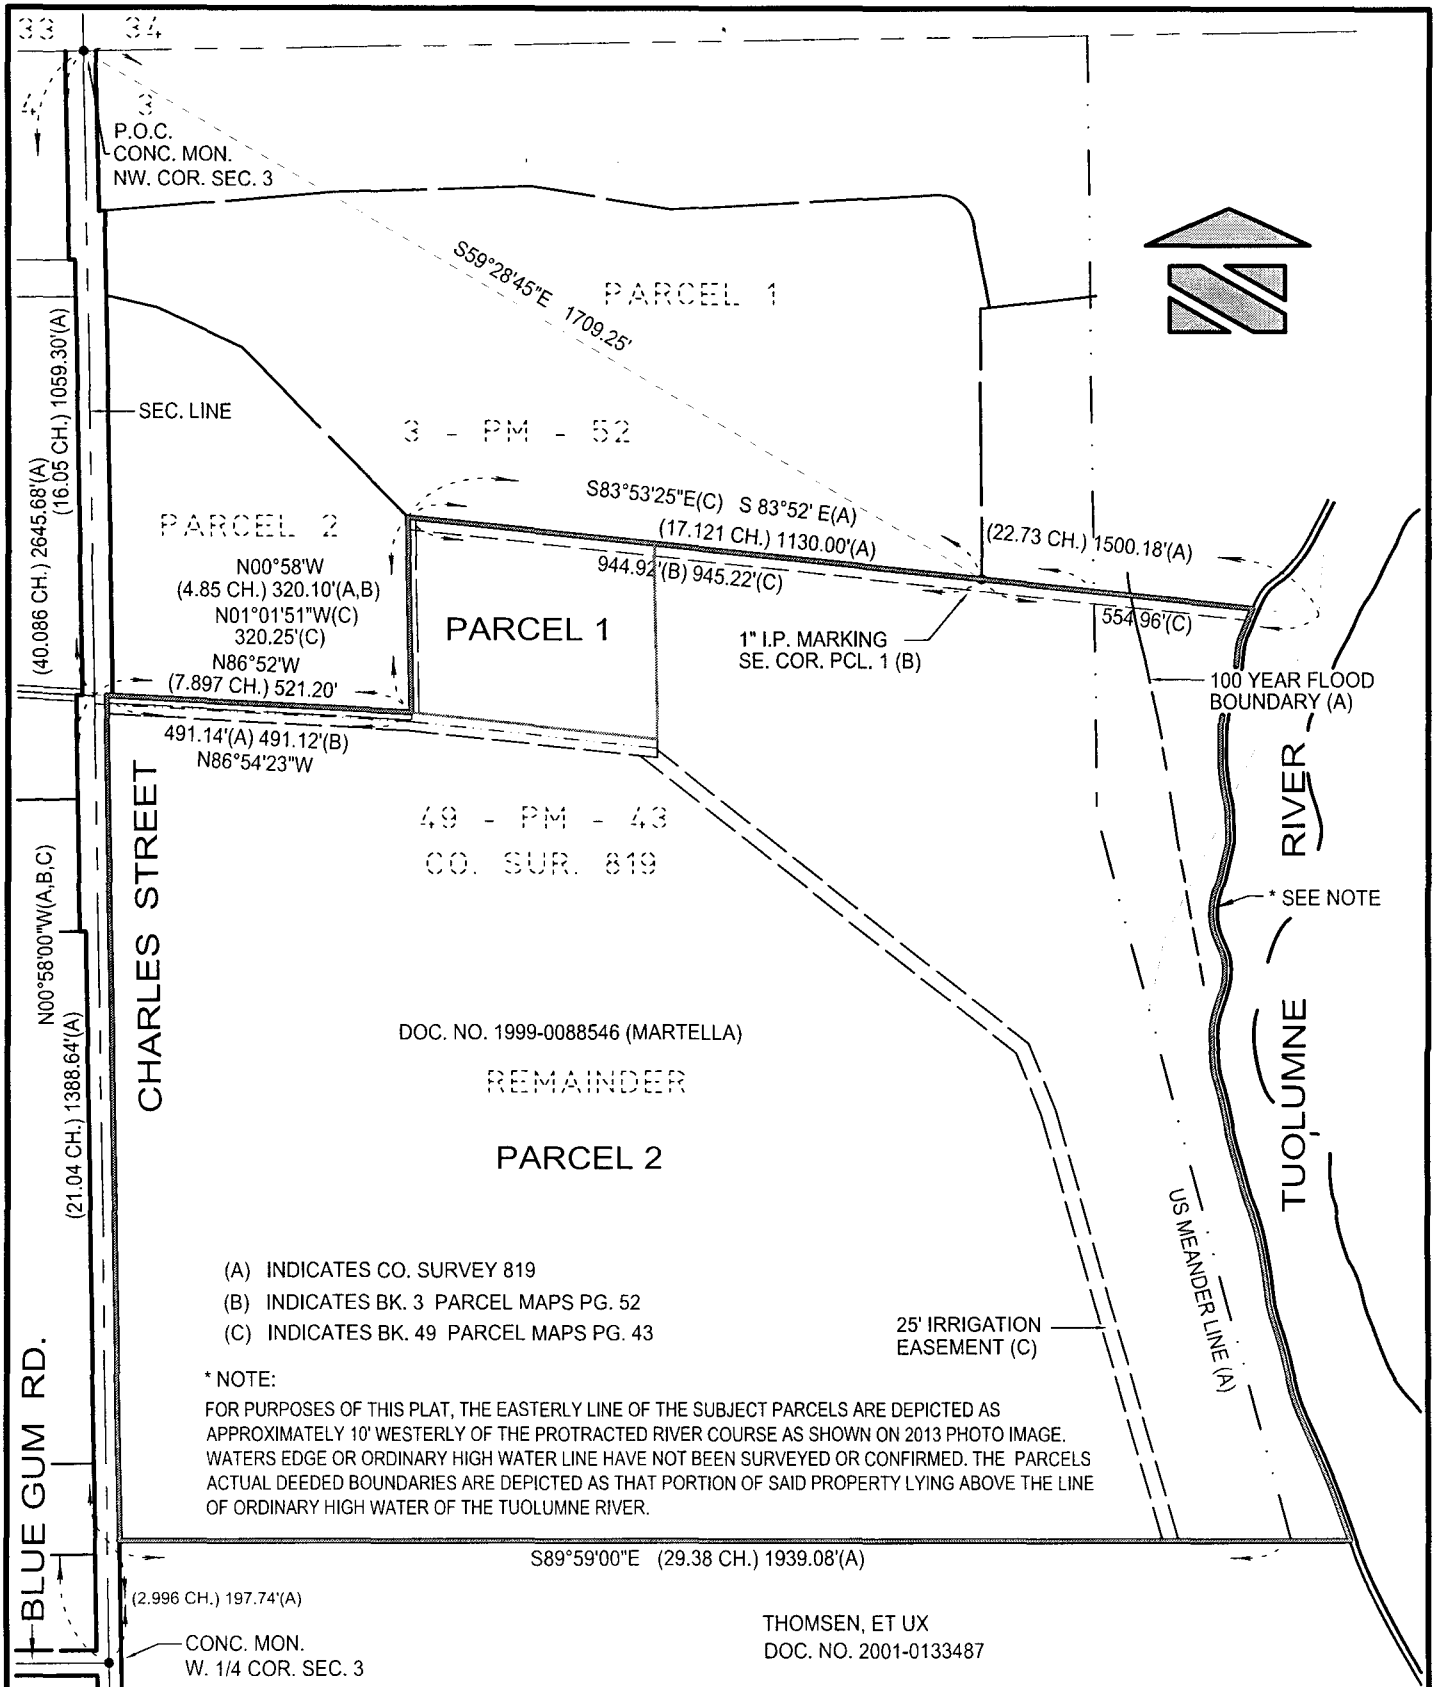 33
34
4
3
P.O.C.
CONC. MON.
NW. COR. SEC. 3
S59°28'45"E 1709.25'
PARCEL 1
(40.086 CH.) 2645.68'(A)
(16.05 CH.) 1059.30'(A)
SEC. LINE
3 - PM - 52
PARCEL 2
S83°53'25"E(C) S 83°52' E(A)
(17.121 CH.) 1130.00'(A)
(22.73 CH.) 1500.18'(A)
944.92'(B) 945.22'(C)
554.96'(C)
N00°58'W
(4.85 CH.) 320.10'(A,B)
N01°01'51"W(C)
320.25'(C)
N86°52'W
(7.897 CH.) 521.20'
PARCEL 1
1" I.P. MARKING
SE. COR. PCL. 1 (B)
100 YEAR FLOOD
BOUNDARY (A)
491.14'(A) 491.12'(B)
N86°54'23"W
CHARLES STREET
49 - PM - 43
CO. SUR. 819
TUOLUMNE RIVER
* SEE NOTE
N00°58'00"W(A,B,C)
(21.04 CH.) 1388.64'(A)
DOC. NO. 1999-0088546 (MARTELLA)
REMAINDER
PARCEL 2
US MEANDER LINE (A)
(A) INDICATES CO. SURVEY 819
(B) INDICATES BK. 3 PARCEL MAPS PG. 52
(C) INDICATES BK. 49 PARCEL MAPS PG. 43
25' IRRIGATION
EASEMENT (C)
* NOTE:
FOR PURPOSES OF THIS PLAT, THE EASTERLY LINE OF THE SUBJECT PARCELS ARE DEPICTED AS
APPROXIMATELY 10' WESTERLY OF THE PROTRACTED RIVER COURSE AS SHOWN ON 2013 PHOTO IMAGE.
WATERS EDGE OR ORDINARY HIGH WATER LINE HAVE NOT BEEN SURVEYED OR CONFIRMED. THE PARCELS
ACTUAL DEEDED BOUNDARIES ARE DEPICTED AS THAT PORTION OF SAID PROPERTY LYING ABOVE THE LINE
OF ORDINARY HIGH WATER OF THE TUOLUMNE RIVER.
BLUE GUM RD.
S89°59'00"E (29.38 CH.) 1939.08'(A)
(2.996 CH.) 197.74'(A)
CONC. MON.
W. 1/4 COR. SEC. 3
THOMSEN, ET UX
DOC. NO. 2001-0133487